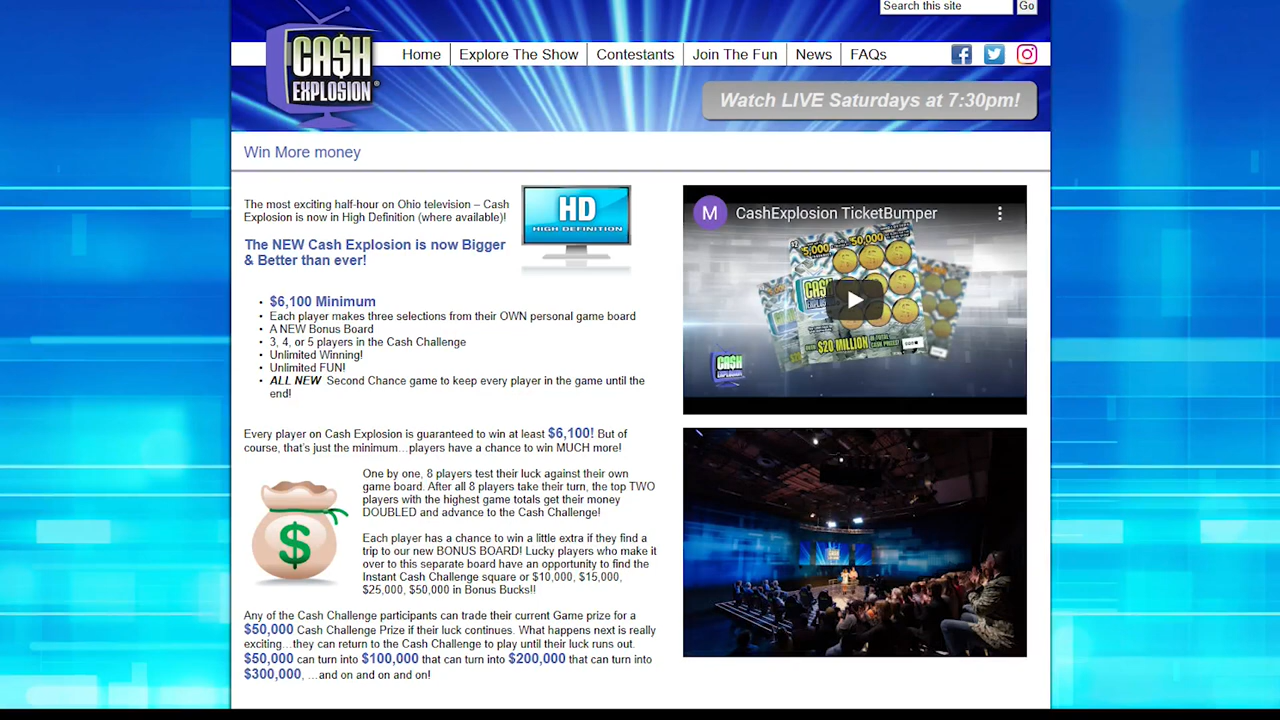 Search this site Go
CA$H
EXPLOSION®
Home Explore The Show Contestants Join The Fun News FAQs
Watch LIVE Saturdays at 7:30pm!
Win More money
The most exciting half-hour on Ohio television – Cash
Explosion is now in High Definition (where available)!
HD
HIGH DEFINITION
The NEW Cash Explosion is now Bigger
& Better than ever!
• $6,100 Minimum
• Each player makes three selections from their OWN personal game board
• A NEW Bonus Board
• 3, 4, or 5 players in the Cash Challenge
• Unlimited Winning!
• Unlimited FUN!
• ALL NEW Second Chance game to keep every player in the game until the
end!
Every player on Cash Explosion is guaranteed to win at least $6,100! But of
course, that's just the minimum…players have a chance to win MUCH more!
$
One by one, 8 players test their luck against their own
game board. After all 8 players take their turn, the top TWO
players with the highest game totals get their money
DOUBLED and advance to the Cash Challenge!
Each player has a chance to win a little extra if they find a
trip to our new BONUS BOARD! Lucky players who make it
over to this separate board have an opportunity to find the
Instant Cash Challenge square or $10,000, $15,000,
$25,000, $50,000 in Bonus Bucks!!
Any of the Cash Challenge participants can trade their current Game prize for a
$50,000 Cash Challenge Prize if their luck continues. What happens next is really
exciting…they can return to the Cash Challenge to play until their luck runs out.
$50,000 can turn into $100,000 that can turn into $200,000 that can turn into
$300,000, …and on and on and on!
M CashExplosion TicketBumper
$5,000 $50,000
CA$H
OVER $20 MILLION IN TOTAL CASH PRIZES!
CA$H
EXPLOSION